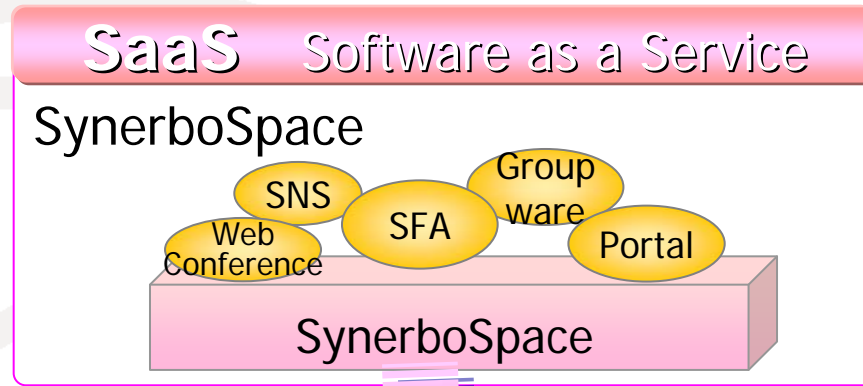 SaaS Software as a Service
SynerboSpace
SNS
Group
ware
SFA
Web
Conference
Portal
SynerboSpace